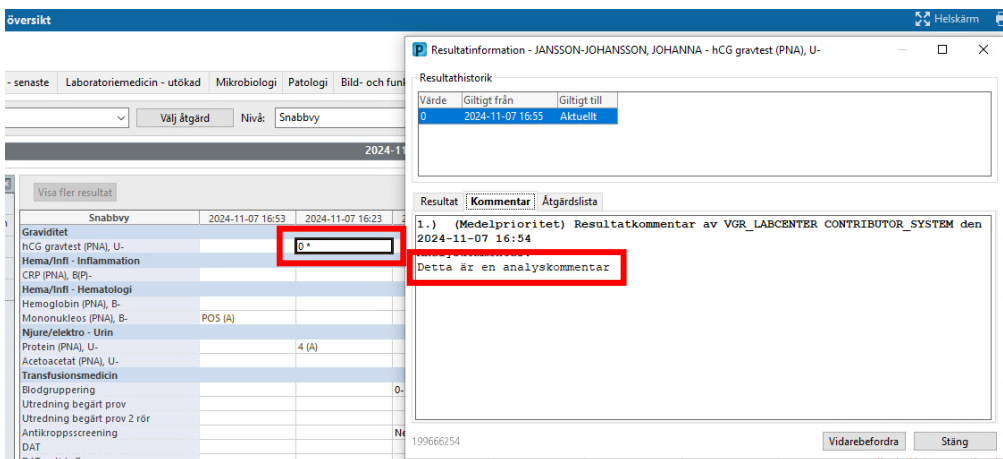 översikt
Helskärm
- senaste Laboratoriemedicin - utökad Mikrobiologi Patologi Bild- och funk
Välj åtgärd Nivå: Snabbvy
2024-11
Visa fler resultat
Snabbvy 2024-11-07 16:53 2024-11-07 16:23 2
Graviditet
hCG gravtest (PNA), U- 0 *
Hema/Infl - Inflammation
CRP (PNA), B(P)-
Hema/Infl - Hematologi
Hemoglobin (PNA), B-
Mononukleos (PNA), B- POS (A)
Njure/elektro - Urin
Protein (PNA), U- 4 (A)
Acetoacetat (PNA), U-
Transfusionsmedicin
Blodgruppering 0-
Utredning begärt prov
Utredning begärt prov 2 rör
Antikroppsscreening Ne
DAT
Resultatinformation - JANSSON-JOHANSSON, JOHANNA - hCG gravtest (PNA), U-
Resultathistorik
Värde Giltigt från Giltigt till
0 2024-11-07 16:55 Aktuellt
Resultat Kommentar Åtgärdslista
1.) (Medelprioritet) Resultatkommentar av VGR_LABCENTER CONTRIBUTOR_SYSTEM den
2024-11-07 16:54
Detta är en analyskommentar
199666254 Vidarebefordra Stäng